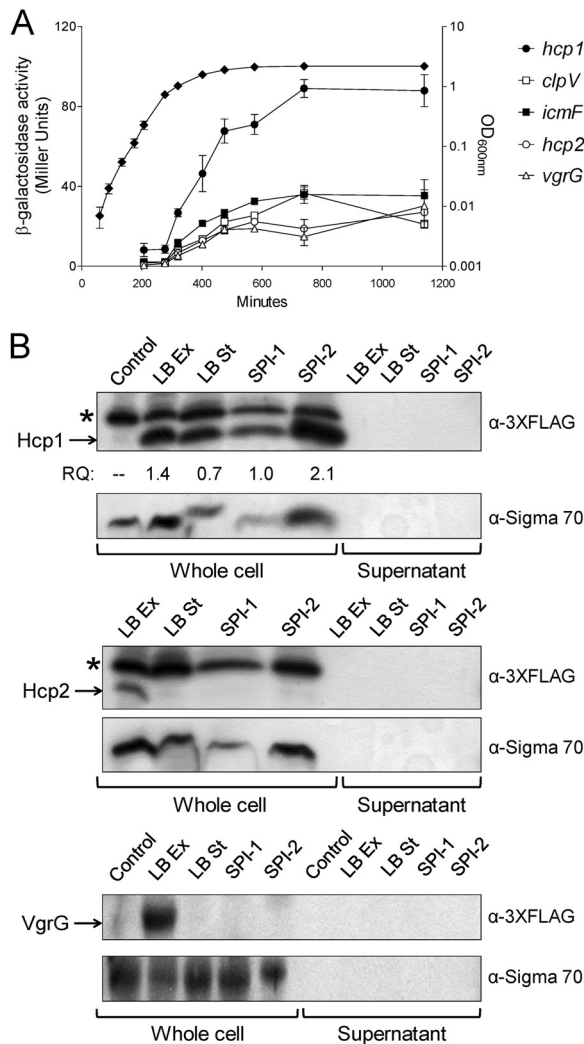 A
β-galactosidase activity
(Miller Units)
120
80
40
0
0 200 400 600 800 1000 1200
Minutes
10
1
0.1
0.01
0.001
OD600nm
hcp1
clpV
icmF
hcp2
vgrG
B
Control LB Ex LB St SPI-1 SPI-2 LB Ex LB St SPI-1 SPI-2
*
Hcp1
α-3XFLAG
RQ: -- 1.4 0.7 1.0 2.1
α-Sigma 70
Whole cell Supernatant
LB Ex LB St SPI-1 SPI-2 LB Ex LB St SPI-1 SPI-2
*
Hcp2
α-3XFLAG
α-Sigma 70
Whole cell Supernatant
Control LB Ex LB St SPI-1 SPI-2 Control LB Ex LB St SPI-1 SPI-2
VgrG
α-3XFLAG
α-Sigma 70
Whole cell Supernatant